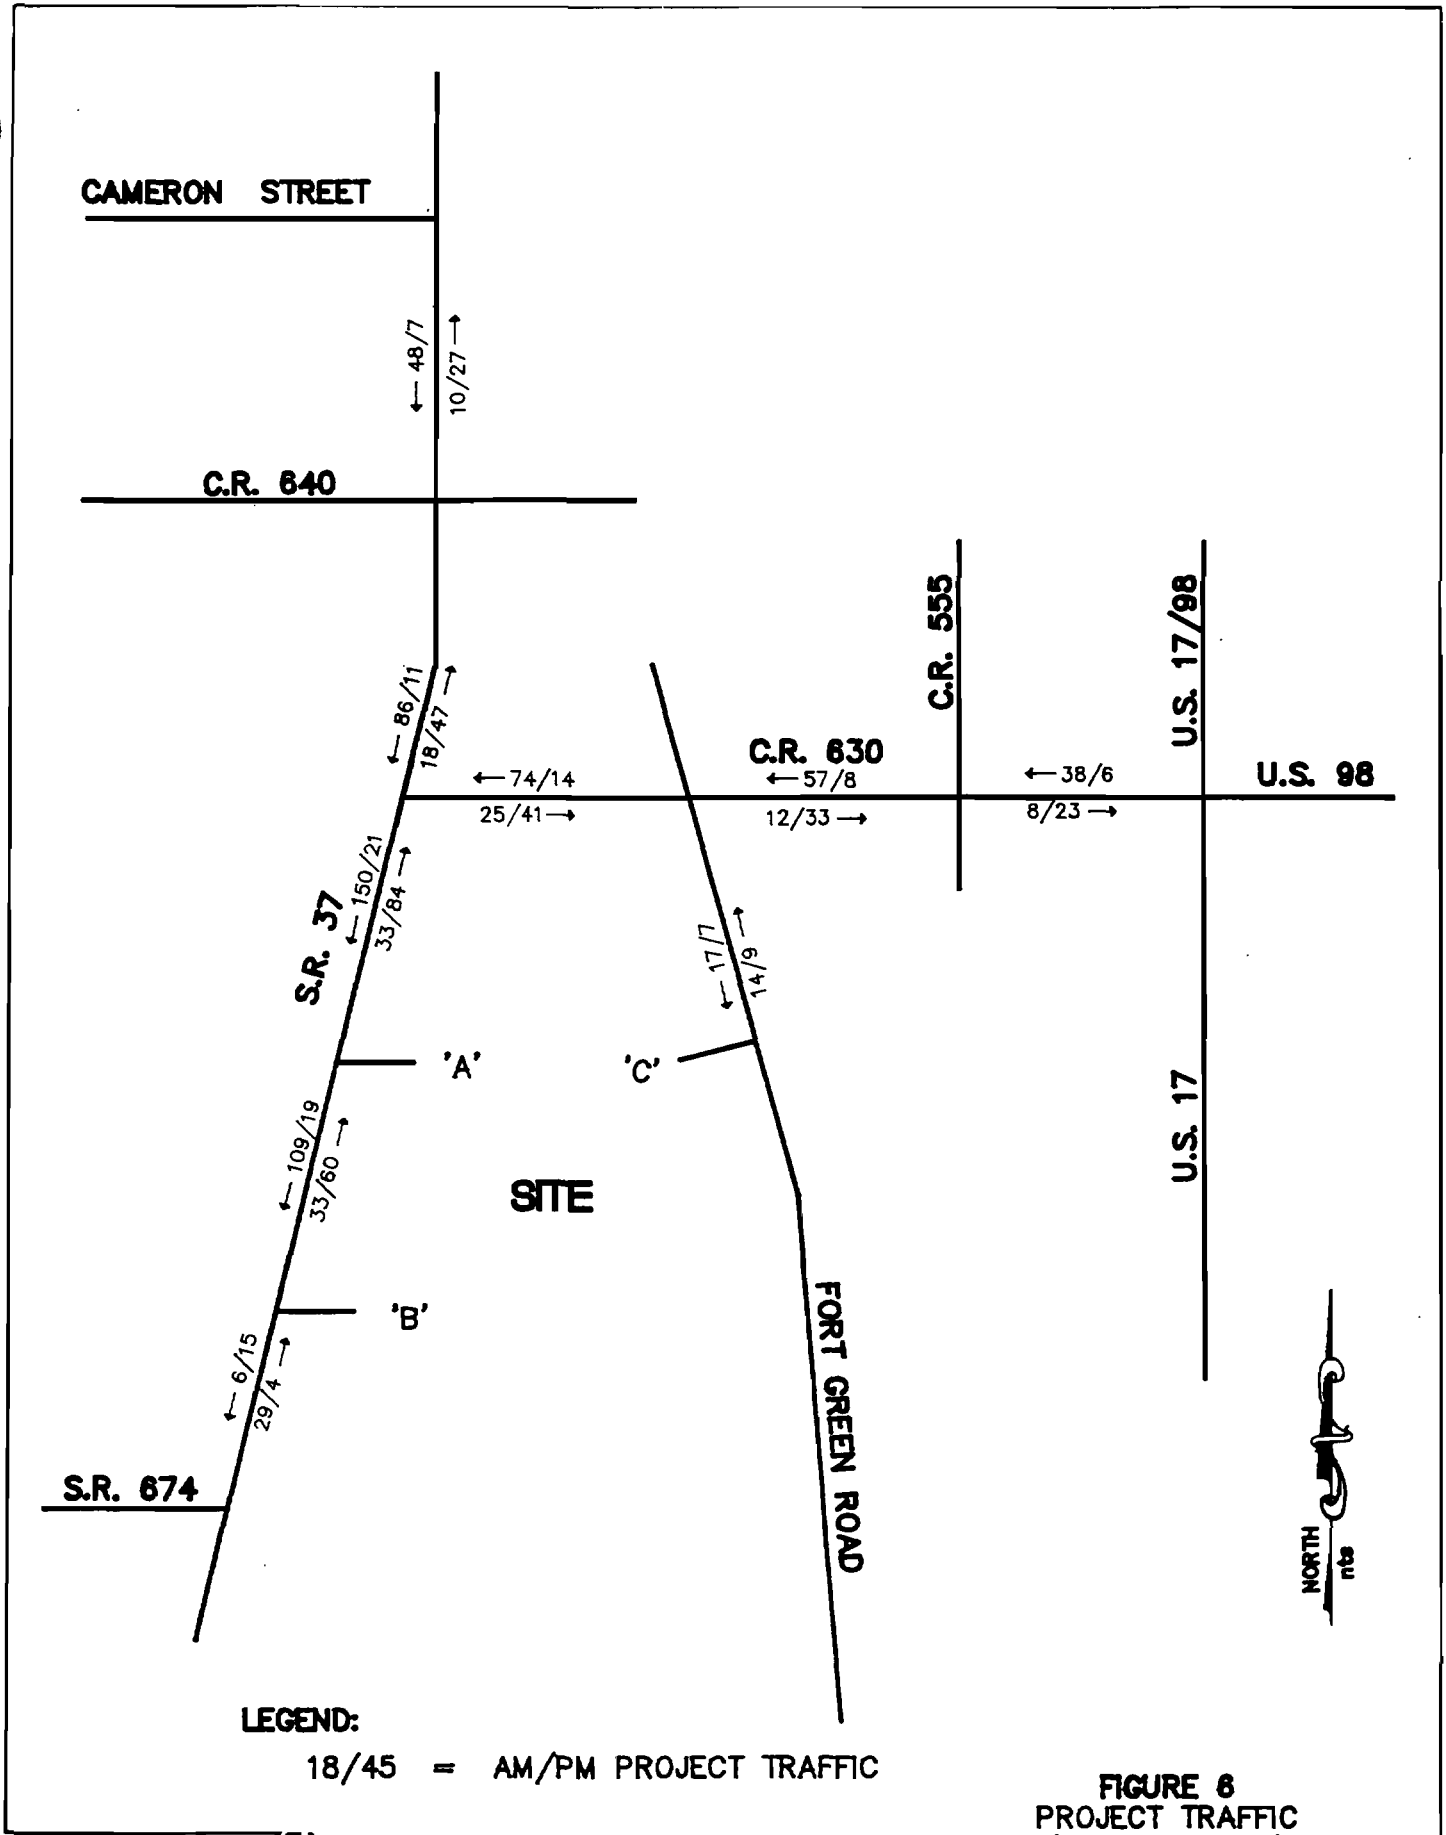 CAMERON STREET
← 48/7
10/27 →
C.R. 640
C.R. 555
U.S. 17/98
← 86/11
18/47 →
C.R. 630
U.S. 98
← 74/14
← 57/8
← 38/6
25/41 →
12/33 →
8/23 →
← 150/21
33/84 →
S.R. 37
← 17/7
14/9 →
'A'
'C'
U.S. 17
← 109/19
33/60 →
SITE
'B'
FORT GREEN ROAD
← 6/15
29/4 →
S.R. 674
NORTH
nts
LEGEND:
18/45 = AM/PM PROJECT TRAFFIC
FIGURE 6
PROJECT TRAFFIC